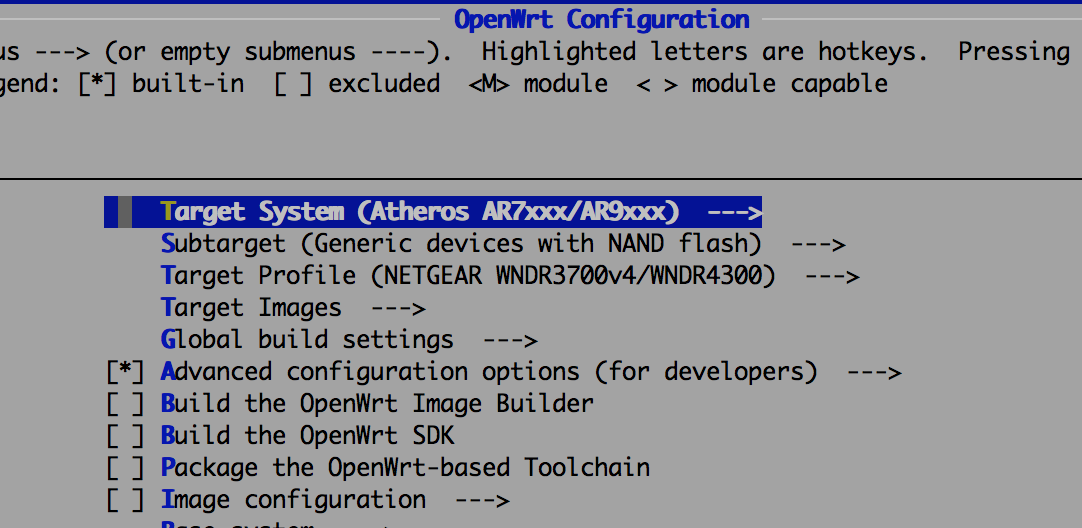 OpenWrt Configuration
us ---> (or empty submenus ----).  Highlighted letters are hotkeys.  Pressing
gend: [*] built-in  [ ] excluded  <M> module  < > module capable
Target System (Atheros AR7xxx/AR9xxx)  --->
Subtarget (Generic devices with NAND flash)  --->
Target Profile (NETGEAR WNDR3700v4/WNDR4300)  --->
Target Images  --->
Global build settings  --->
[*] Advanced configuration options (for developers)  --->
[ ] Build the OpenWrt Image Builder
[ ] Build the OpenWrt SDK
[ ] Package the OpenWrt-based Toolchain
[ ] Image configuration  --->
Base system  --->